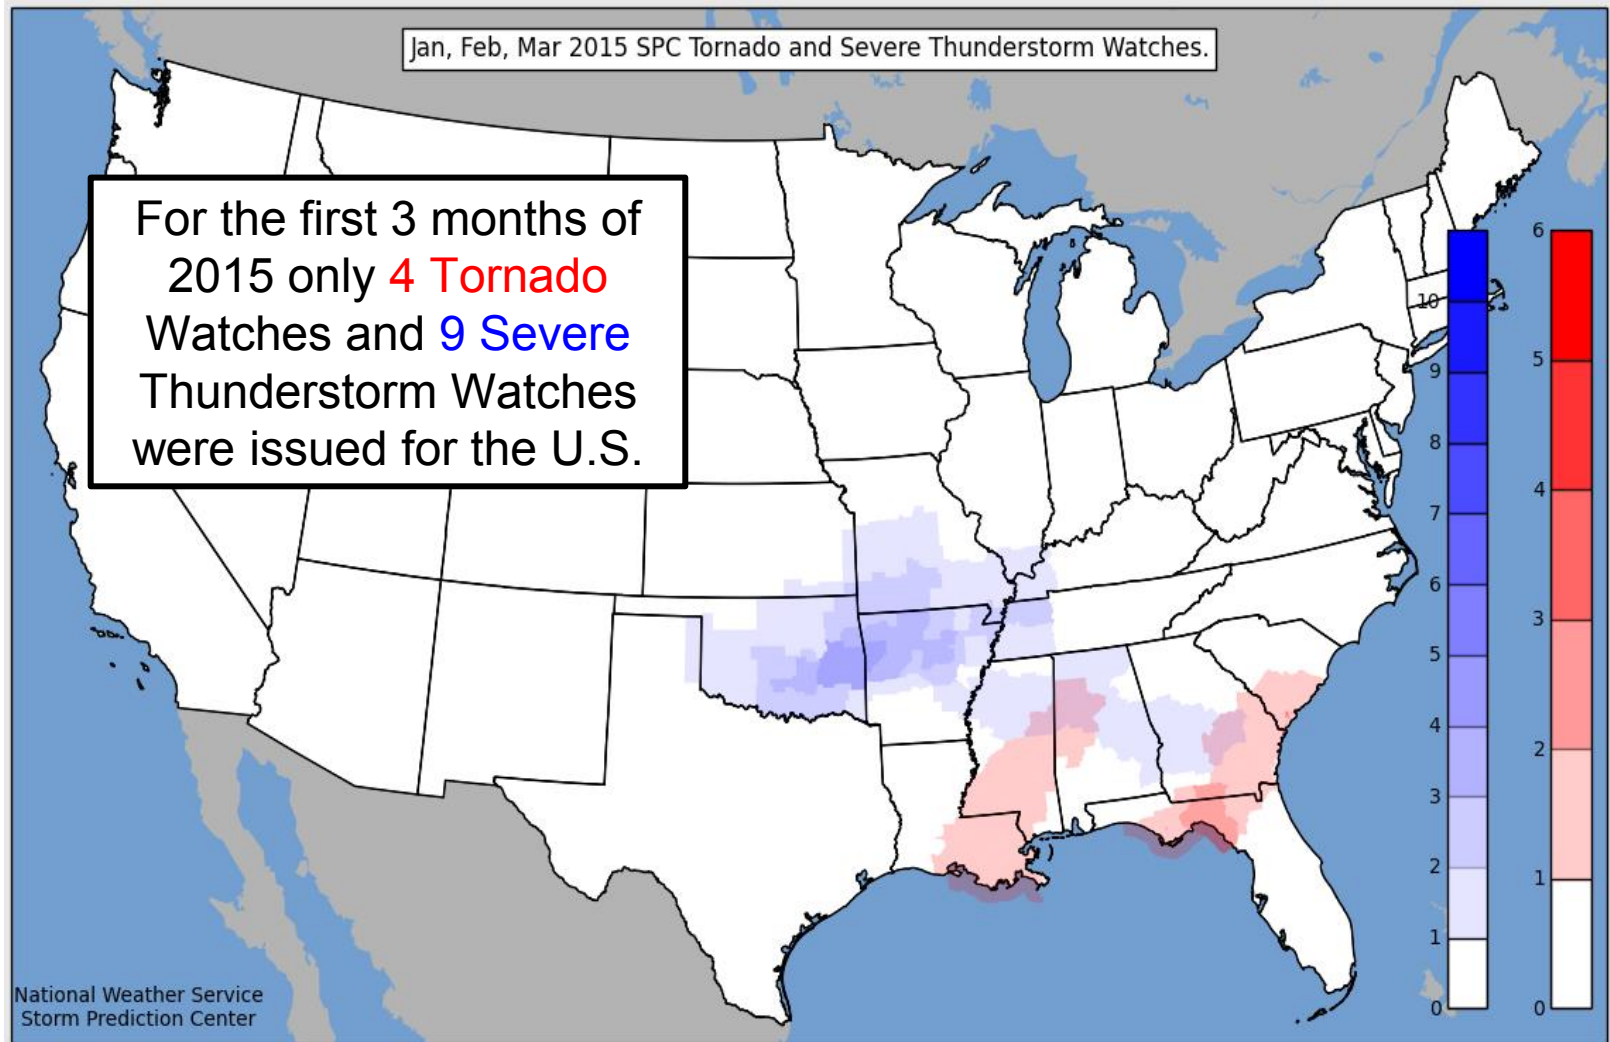 Jan, Feb, Mar 2015 SPC Tornado and Severe Thunderstorm Watches.
For the first 3 months of
2015 only 4 Tornado
Watches and 9 Severe
Thunderstorm Watches
were issued for the U.S.
10
9
8
7
6
5
4
3
2
1
0
6
5
4
3
2
1
0
National Weather Service
Storm Prediction Center